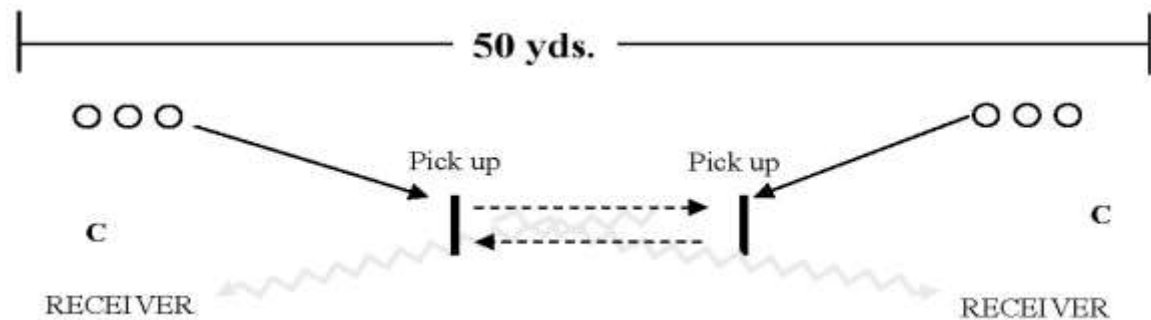 50 yds.
Pick up Pick up
C C
RECEIVER RECEIVER